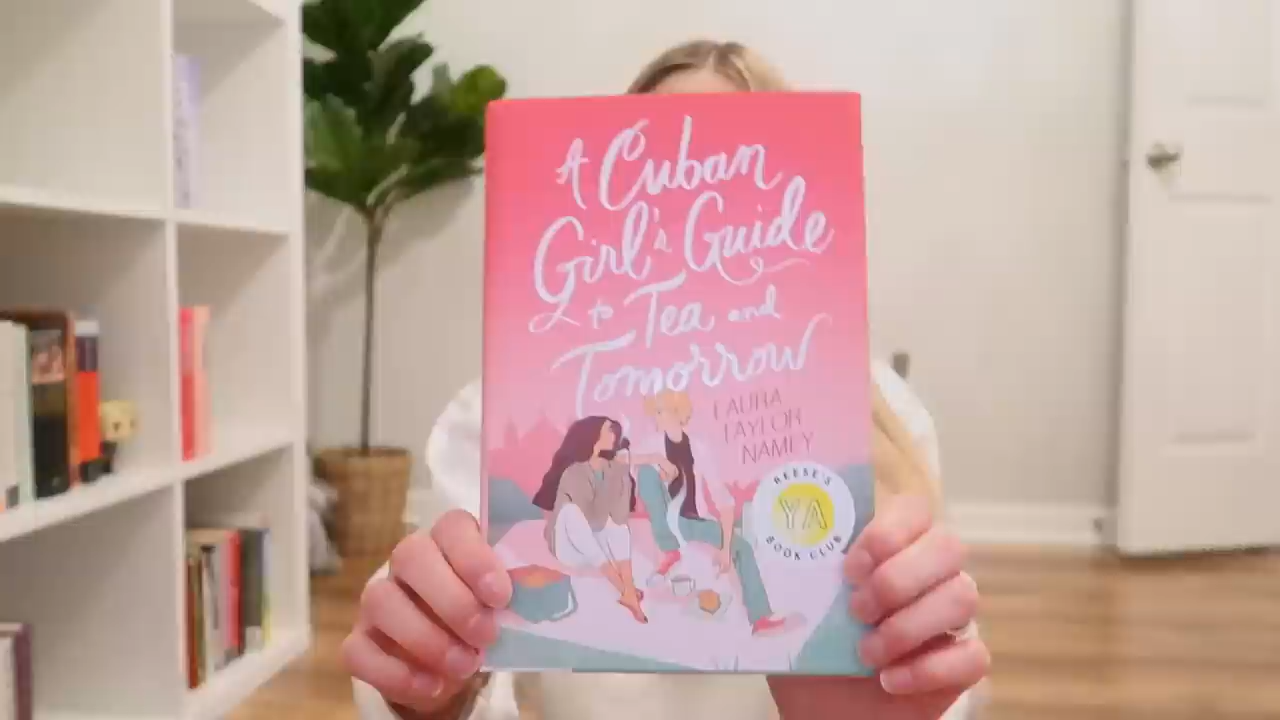 A Cuban
Girl's Guide
to Tea and
Tomorrow
LAURA
TAYLOR
NAMEY
REESE'S
YA
BOOK CLUB